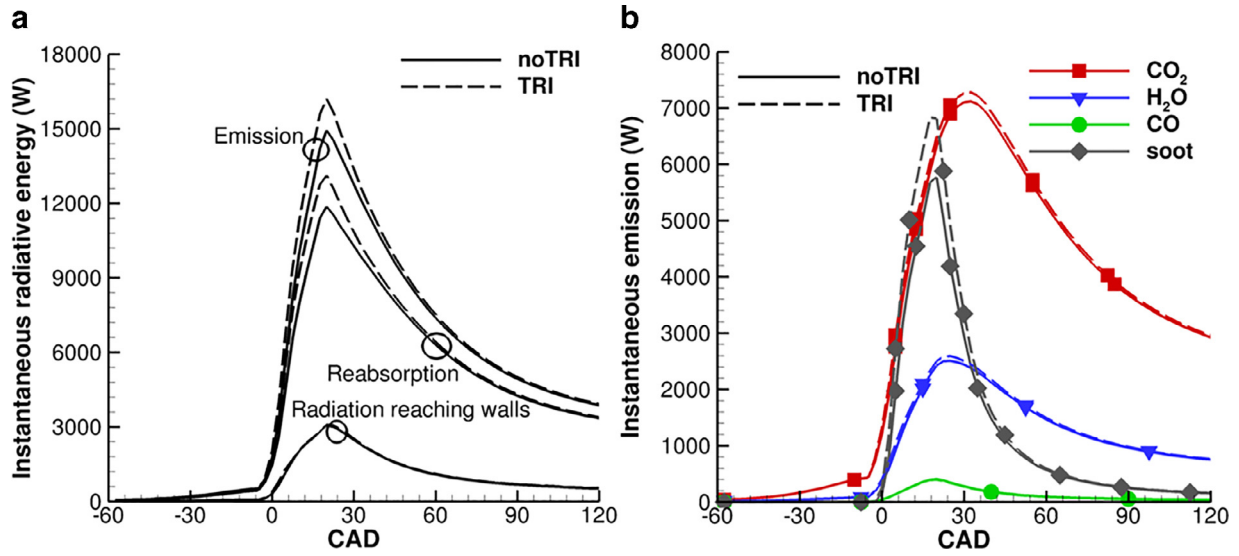 a
Instantaneous radiative energy (W)
18000
15000
12000
9000
6000
3000
0
-60
-30
0
30
60
90
120
CAD
noTRI
TRI
Emission
Reabsorption
Radiation reaching walls
b
Instantaneous emission (W)
8000
7000
6000
5000
4000
3000
2000
1000
0
-60
-30
0
30
60
90
120
CAD
noTRI
TRI
CO₂
H₂O
CO
soot